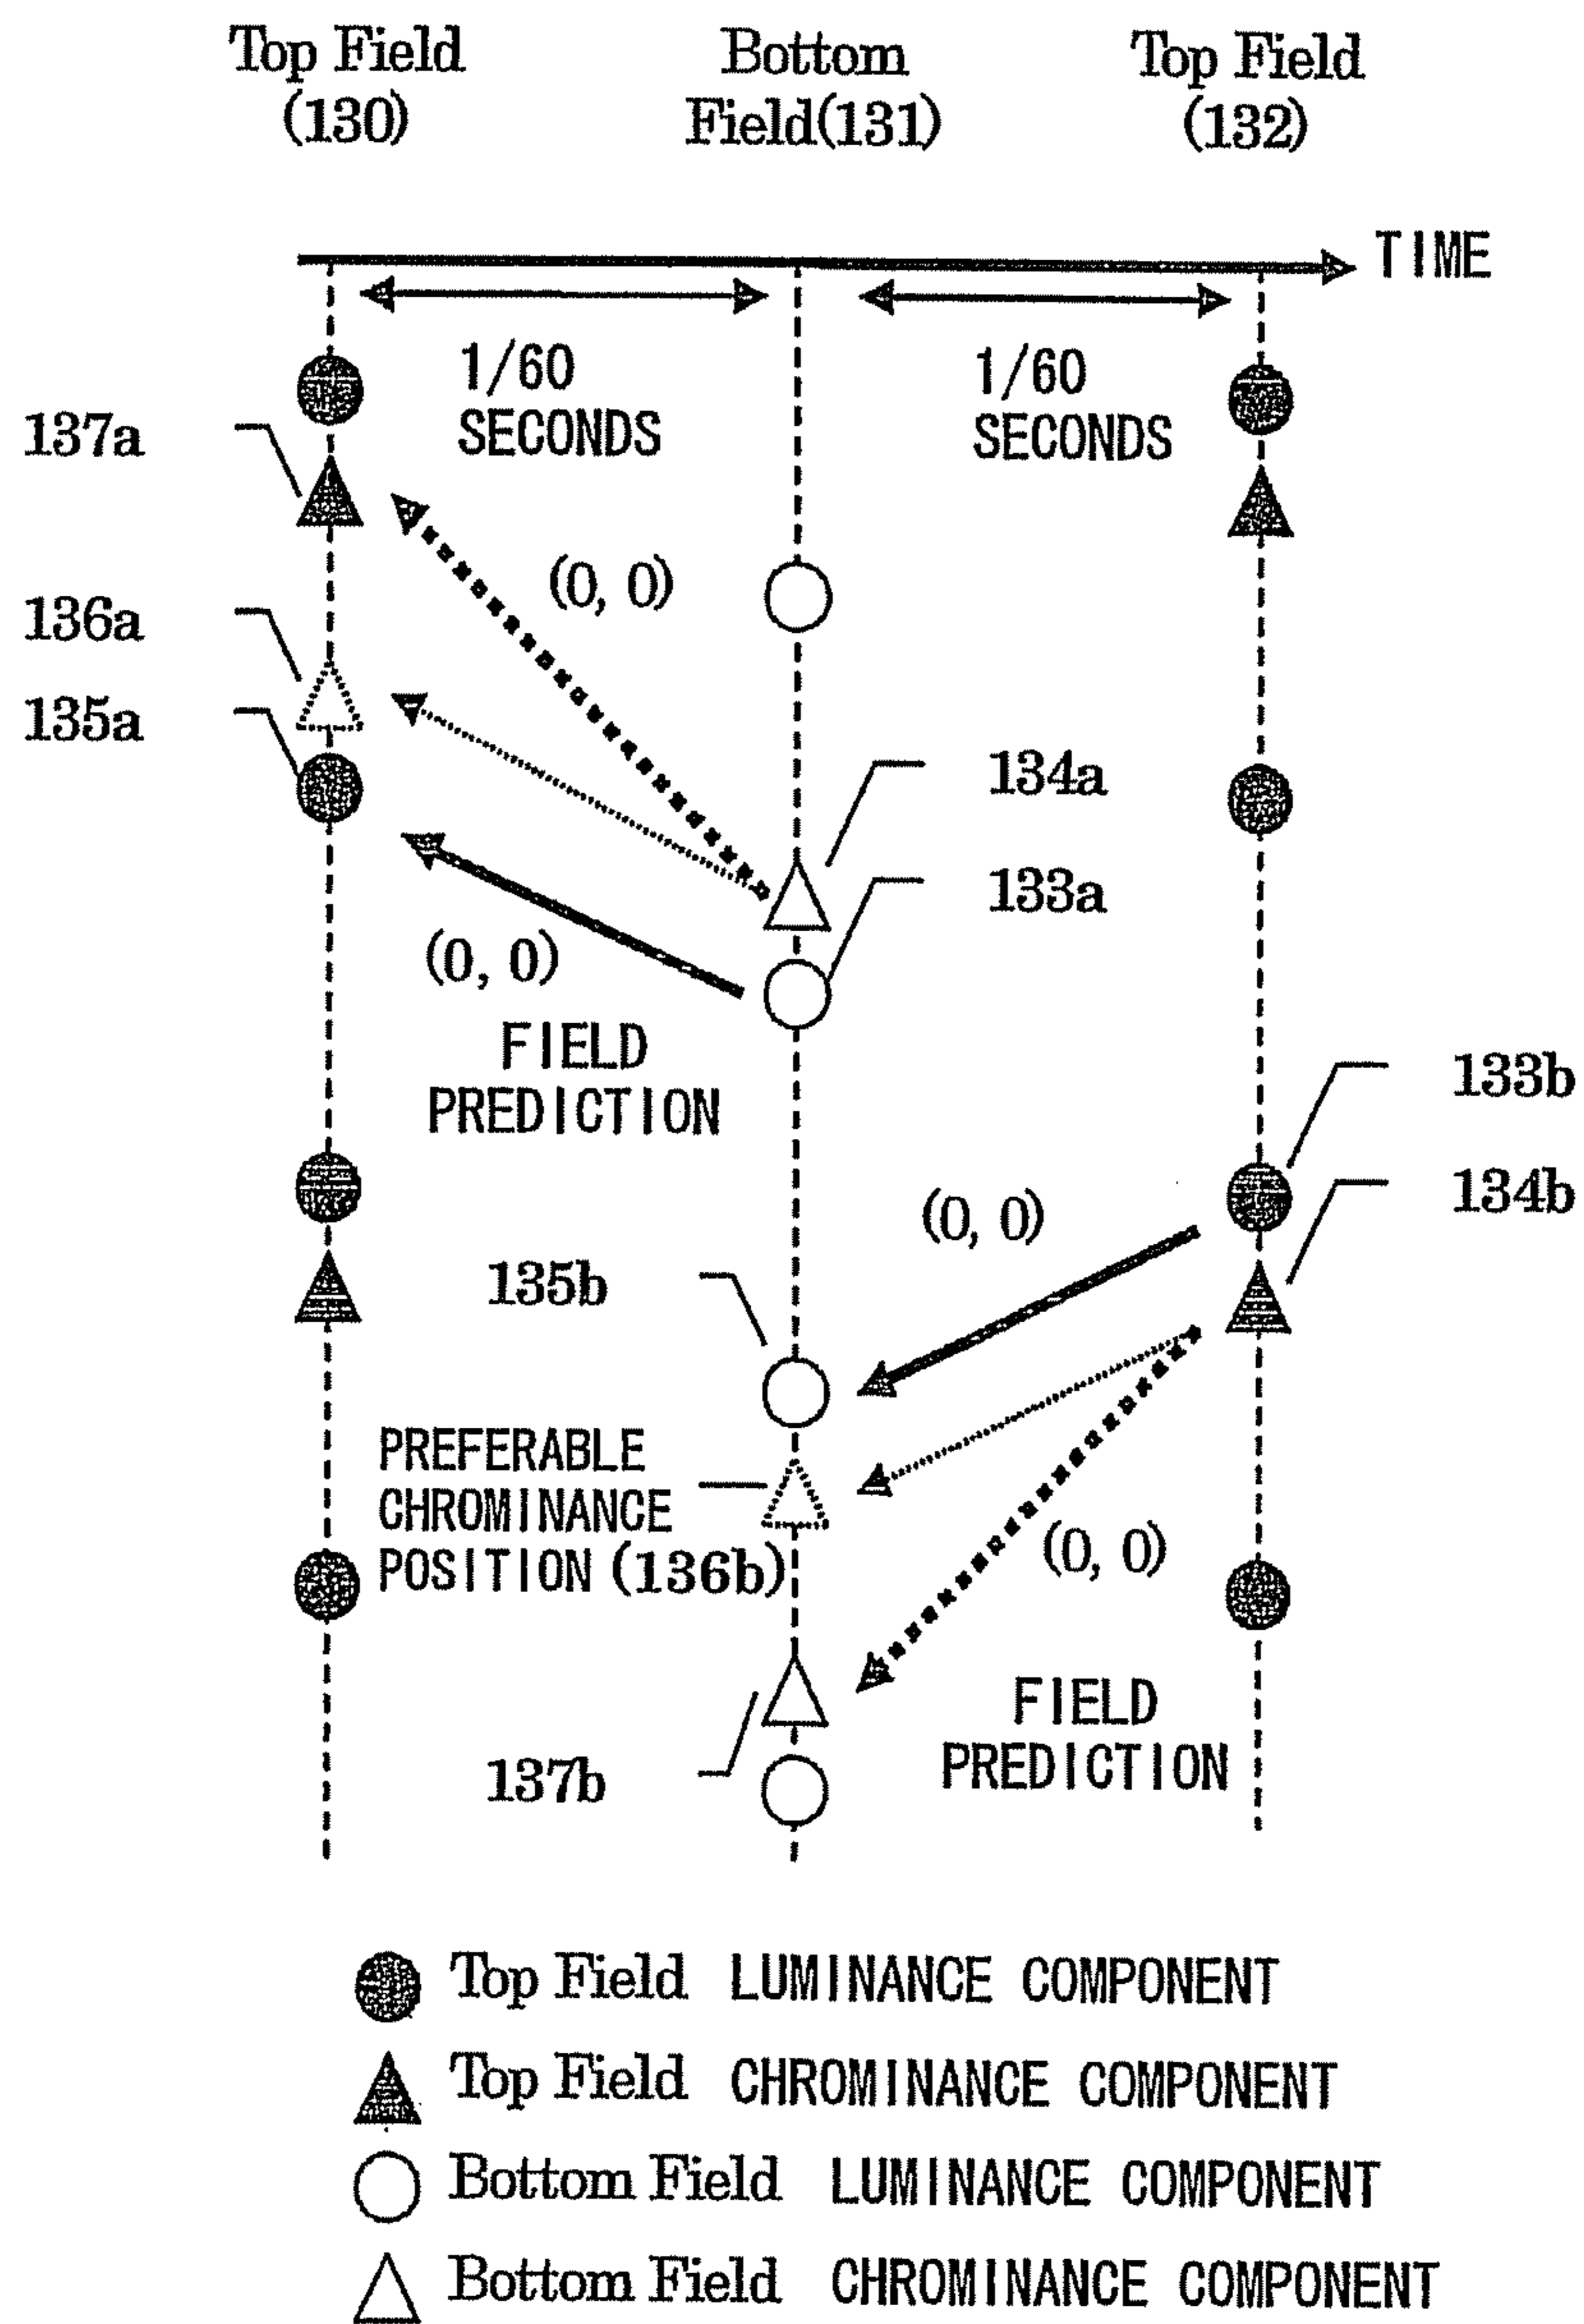 Top Field
(130)
Bottom
Field(131)
Top Field
(132)
TIME
1/60
SECONDS
1/60
SECONDS
137a
(0, 0)
136a
135a
134a
133a
(0, 0)
FIELD
PREDICTION
133b
134b
(0, 0)
135b
PREFERABLE
CHROMINANCE
POSITION (136b)
(0, 0)
FIELD
PREDICTION
137b
Top Field LUMINANCE COMPONENT
Top Field CHROMINANCE COMPONENT
Bottom Field LUMINANCE COMPONENT
Bottom Field CHROMINANCE COMPONENT